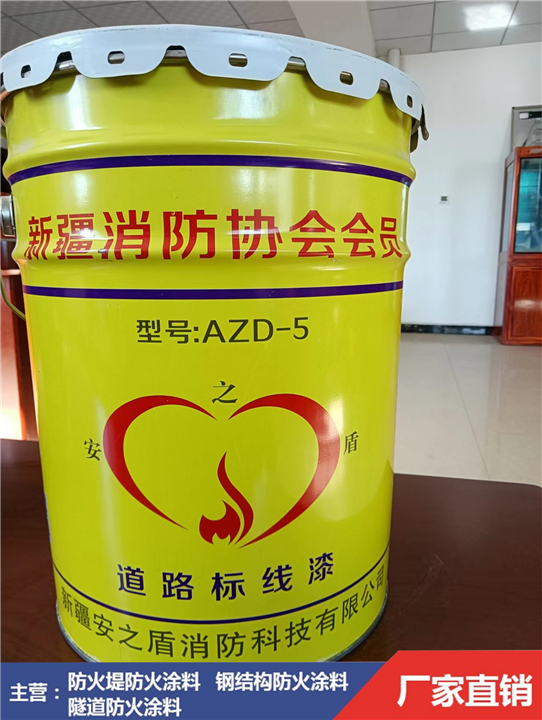 新疆消防协会会员
型号:AZD-5
之
安 盾
道路标线漆
新疆安之盾消防科技有限公司
主营: 防火堤防火涂料 钢结构防火涂料
隧道防火涂料
厂家直销